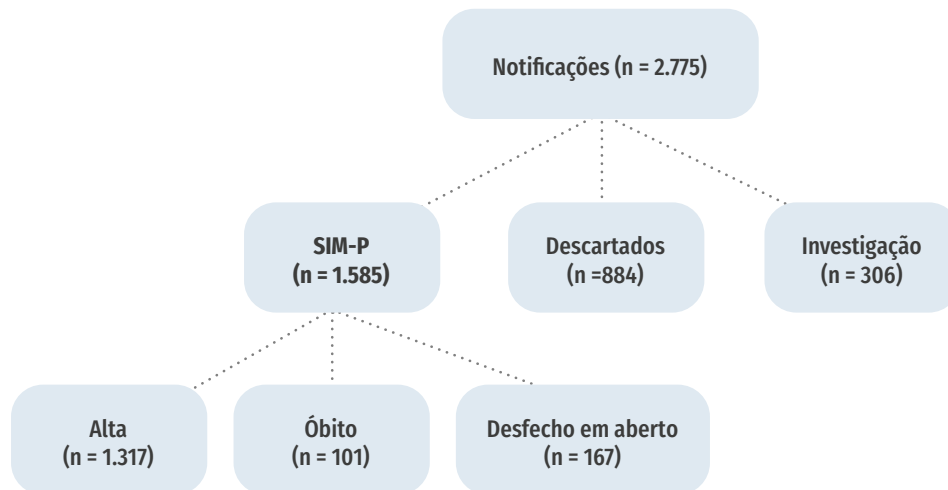 Notificações (n = 2.775)
SIM-P
(n = 1.585)
Descartados
(n =884)
Investigação
(n = 306)
Alta
(n = 1.317)
Óbito
(n = 101)
Desfecho em aberto
(n = 167)